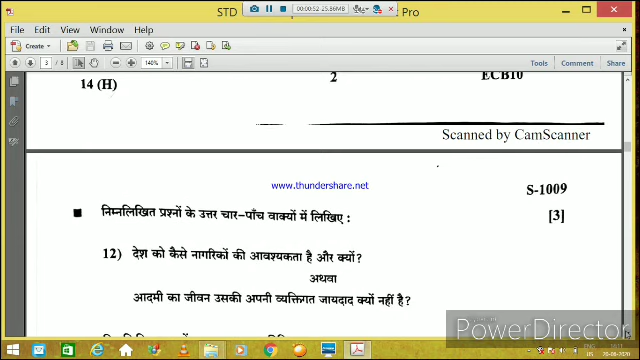 STD
Pro
00:00:52-25.86MB
File Edit View Window Help
Create
3 / 6
140%
Tools Comment Share
14 (H) 2 ECB10
Scanned by CamScanner
www.thundershare.net
S-1009
■ निम्नलिखित प्रश्नों के उत्तर चार-पाँच वाक्यों में लिखिए : [3]
12) देश को कैसे नागरिकों की आवश्यकता है और क्यों?
अथवा
आदमी का जीवन उसकी अपनी व्यक्तिगत जायदाद क्यों नहीं है?
PowerDirector